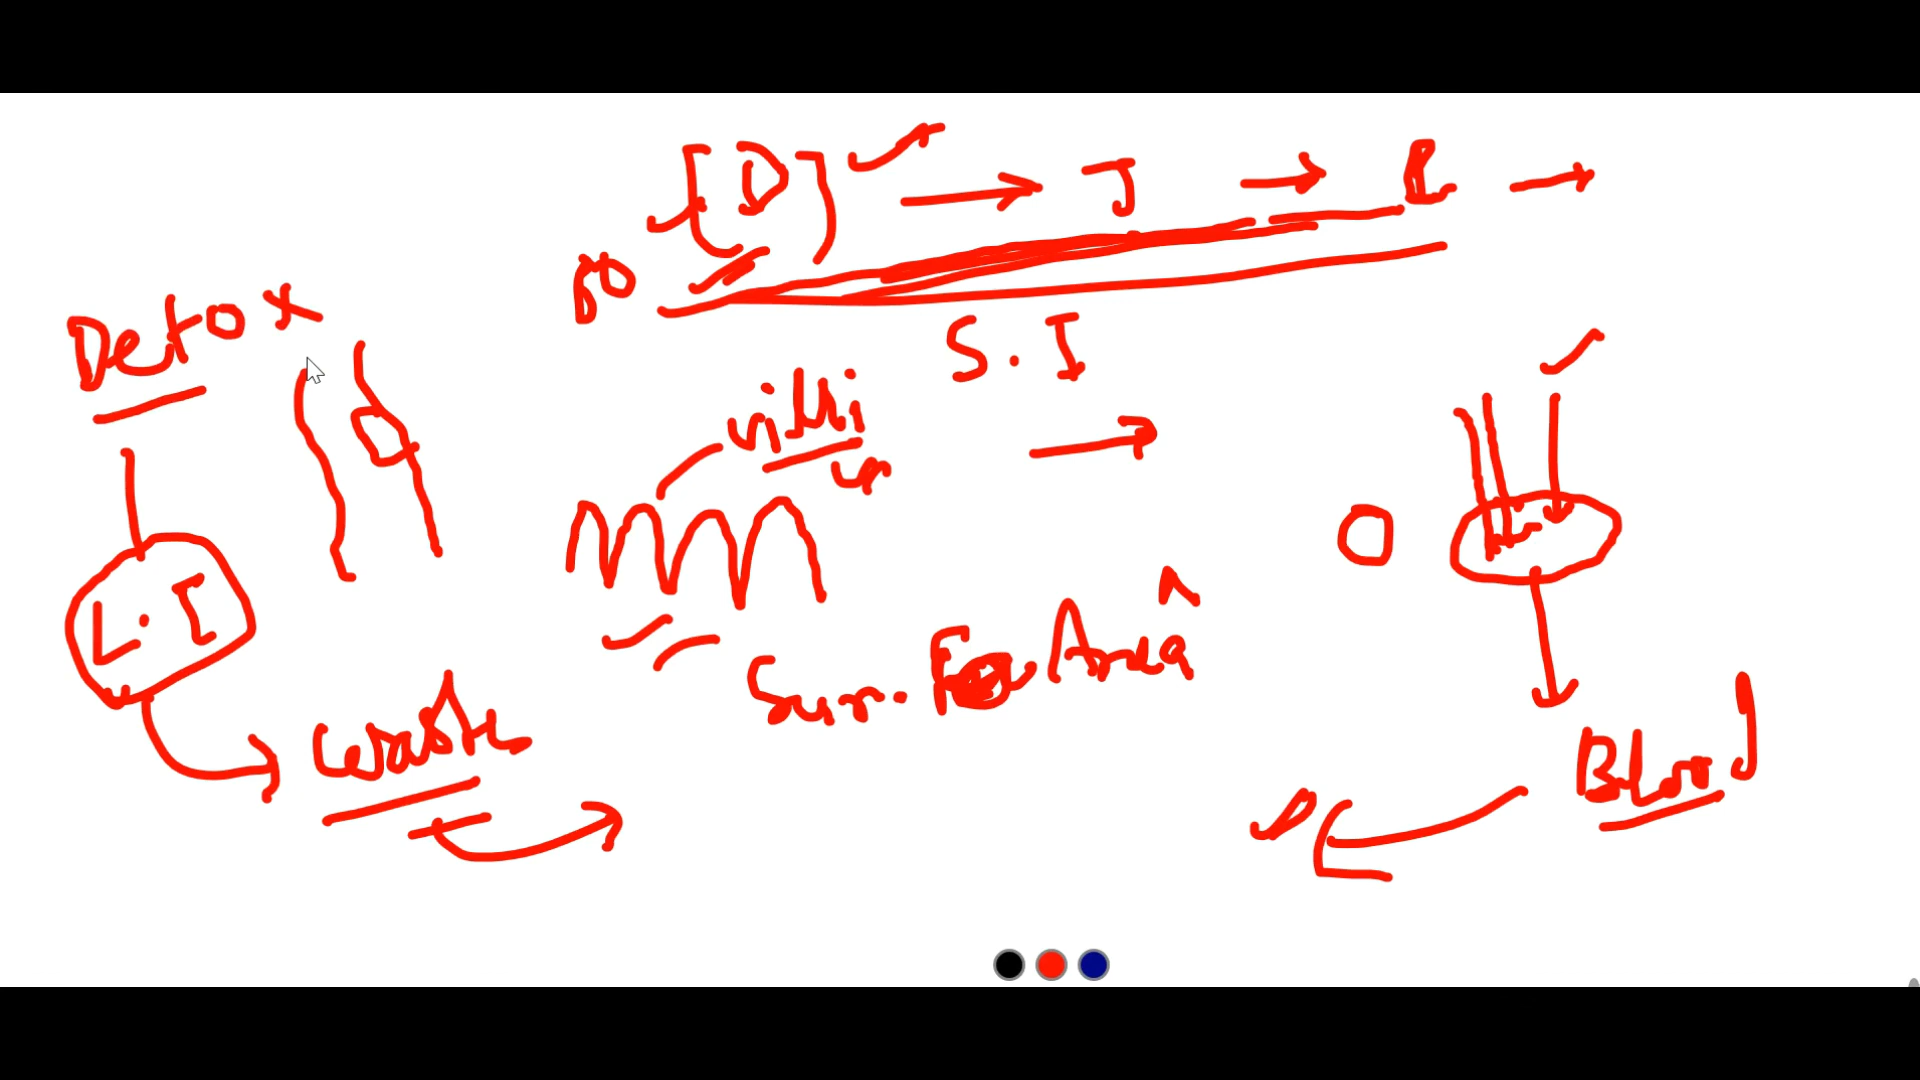 [D] → J → I →
S.I
Detox
villi
L.I
Sur. Area
Waste
Blood